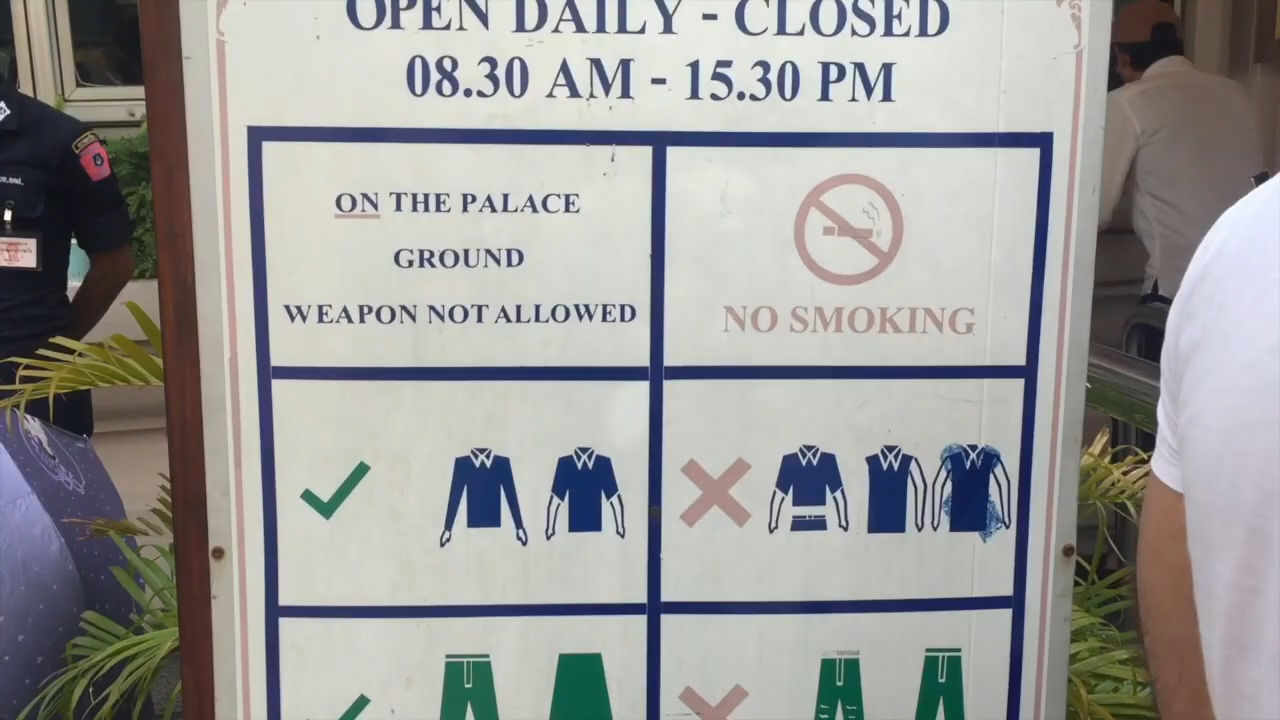 OPEN DAILY - CLOSED
08.30 AM - 15.30 PM
ON THE PALACE
GROUND
WEAPON NOT ALLOWED
NO SMOKING